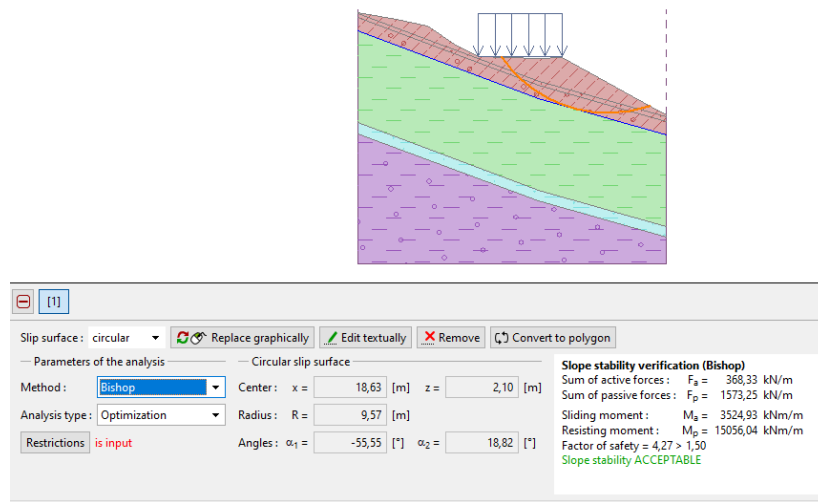 [1]
Slip surface : circular Replace graphically Edit textually Remove Convert to polygon
Parameters of the analysis Circular slip surface
Method : Bishop Center : x = 18,63 [m] z = 2,10 [m]
Analysis type : Optimization Radius : R = 9,57 [m]
Restrictions is input Angles : α1 = -55,55 [°] α2 = 18,82 [°]
Slope stability verification (Bishop)
Sum of active forces : Fa = 368,33 kN/m
Sum of passive forces : Fp = 1573,25 kN/m
Sliding moment : Ma = 3524,93 kNm/m
Resisting moment : Mp = 15056,04 kNm/m
Factor of safety = 4,27 > 1,50
Slope stability ACCEPTABLE